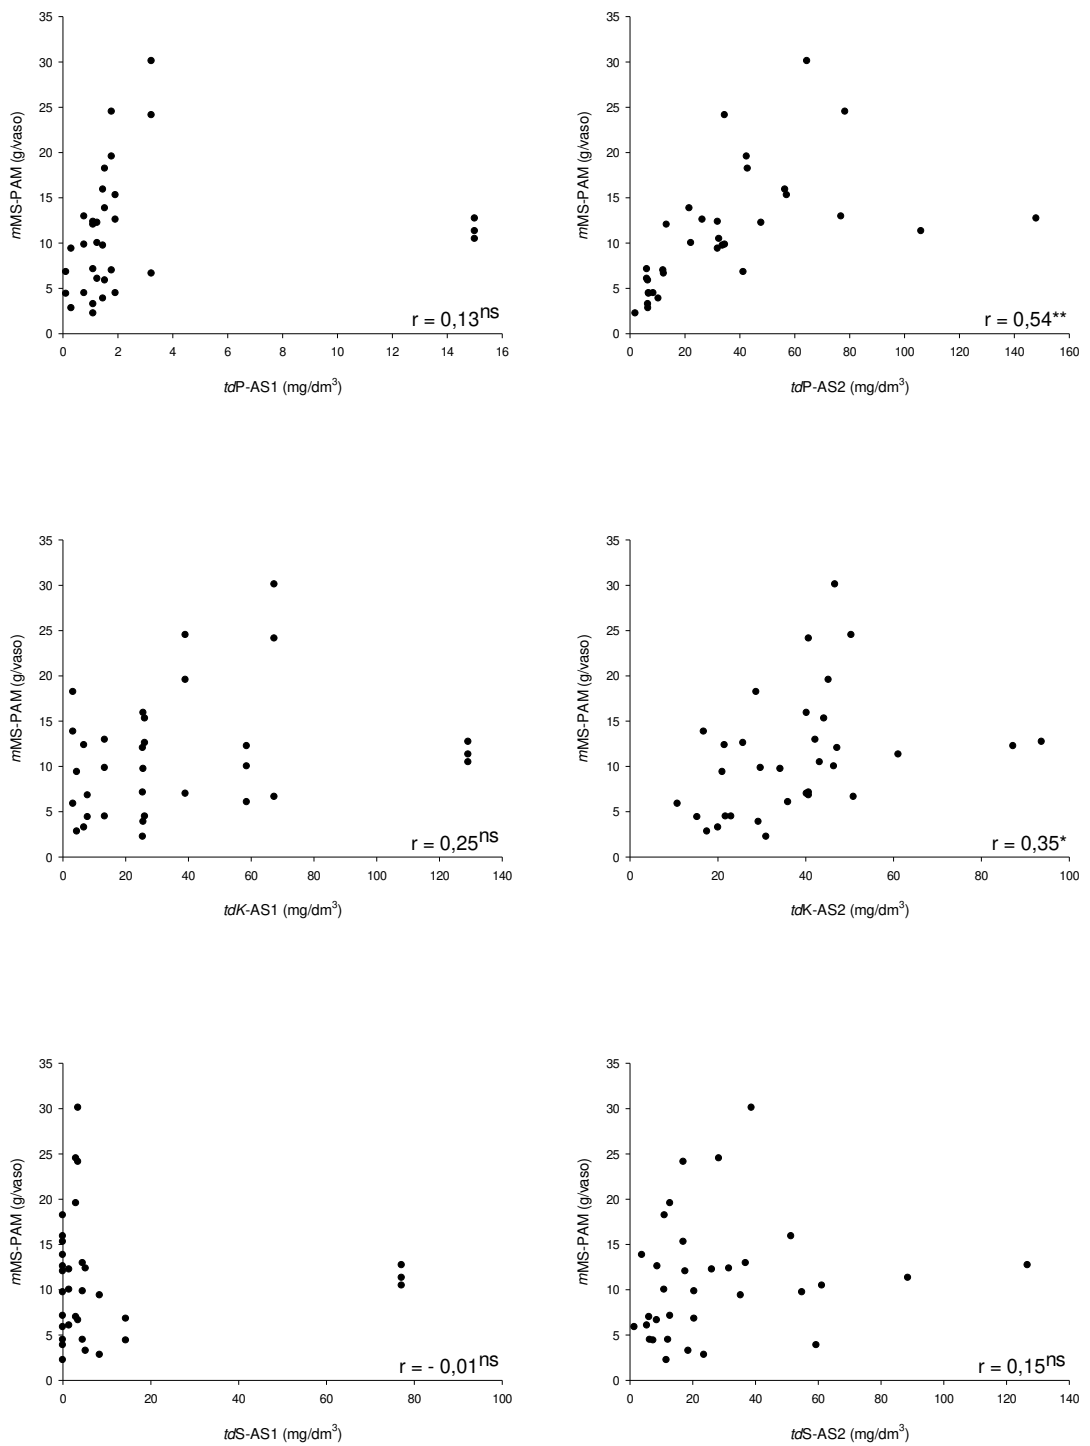 35
30
25
20
15
10
5
0
mMS-PAM (g/vaso)
r = 0,13ns
0 2 4 6 8 10 12 14 16
tdP-AS1 (mg/dm3)
35
30
25
20
15
10
5
0
mMS-PAM (g/vaso)
r = 0,54**
0 20 40 60 80 100 120 140 160
tdP-AS2 (mg/dm3)
35
30
25
20
15
10
5
0
mMS-PAM (g/vaso)
r = 0,25ns
0 20 40 60 80 100 120 140
tdK-AS1 (mg/dm3)
35
30
25
20
15
10
5
0
mMS-PAM (g/vaso)
r = 0,35*
0 20 40 60 80 100
tdK-AS2 (mg/dm3)
35
30
25
20
15
10
5
0
mMS-PAM (g/vaso)
r = - 0,01ns
0 20 40 60 80 100
tdS-AS1 (mg/dm3)
35
30
25
20
15
10
5
0
mMS-PAM (g/vaso)
r = 0,15ns
0 20 40 60 80 100 120 140
tdS-AS2 (mg/dm3)